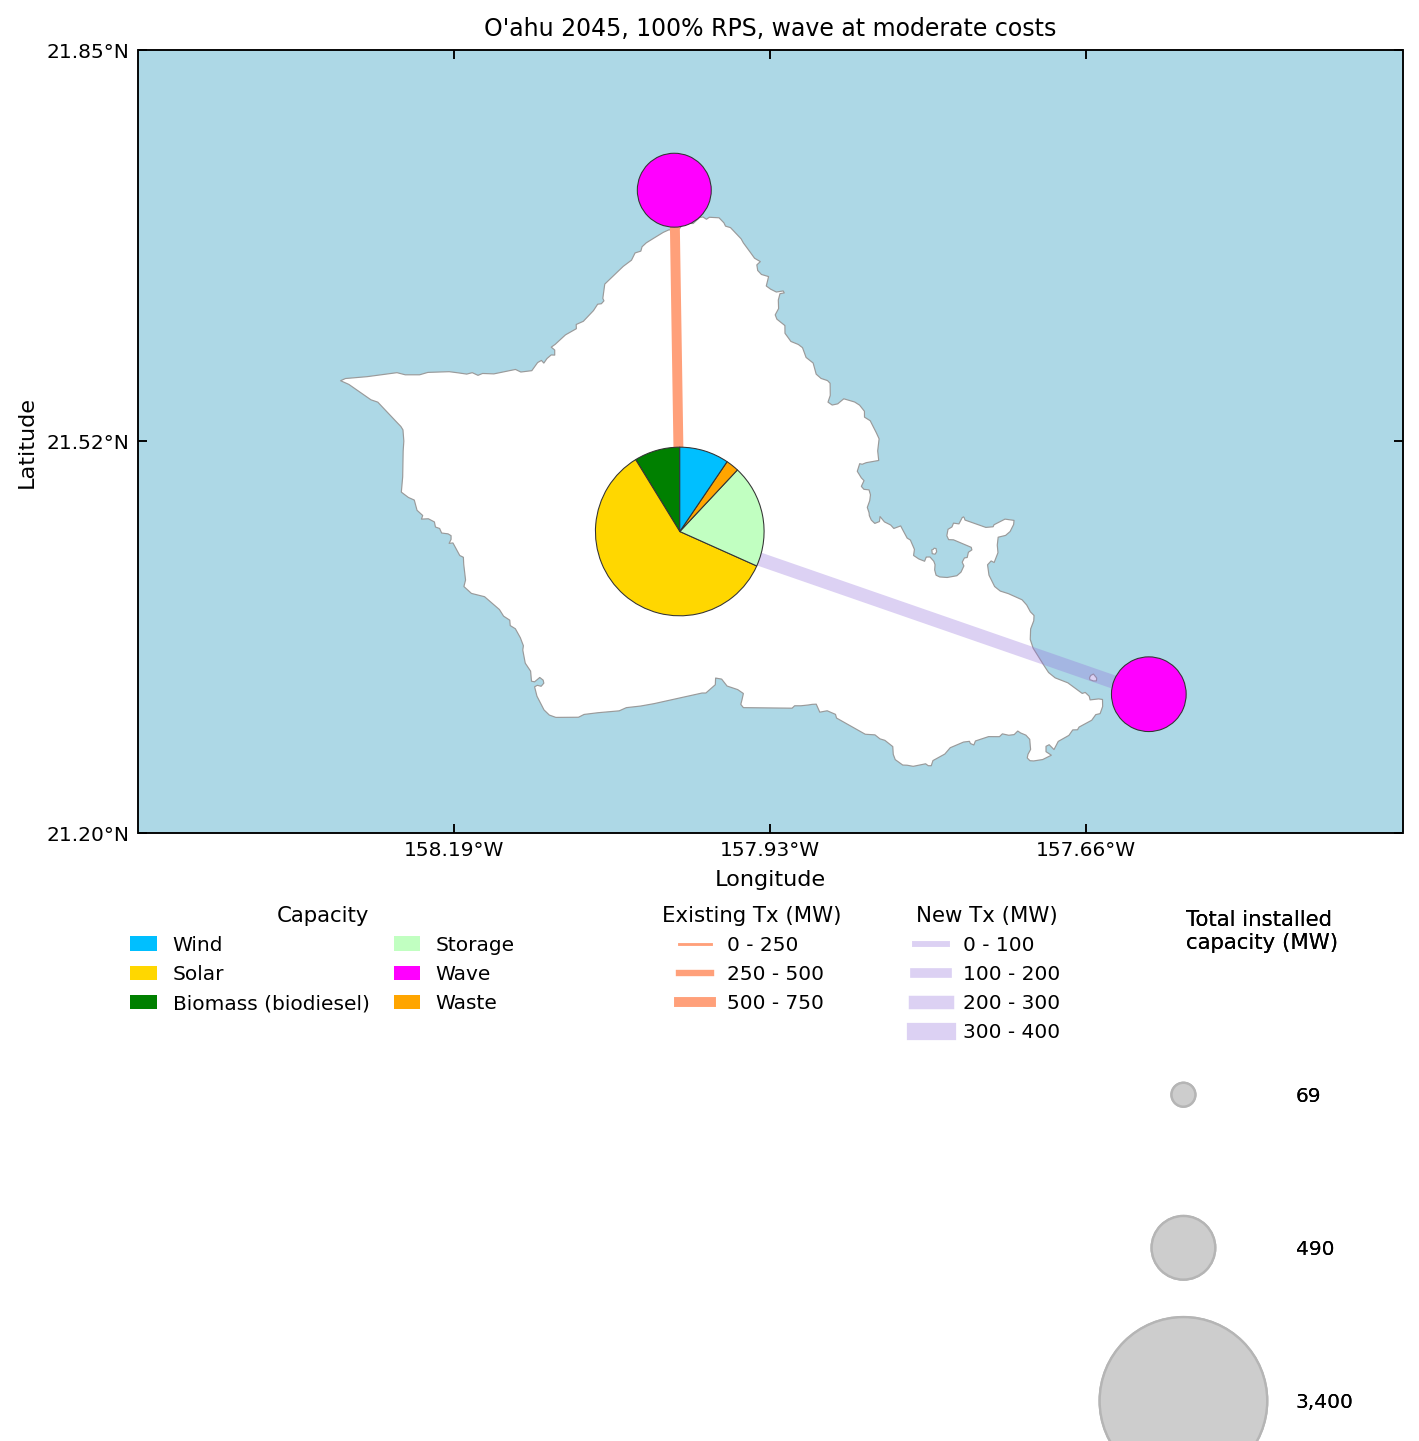 O'ahu 2045, 100% RPS, wave at moderate costs
21.85°N
21.52°N
21.20°N
Latitude
158.19°W
157.93°W
157.66°W
Longitude
Capacity
Wind
Solar
Biomass (biodiesel)
Storage
Wave
Waste
Existing Tx (MW)
0 - 250
250 - 500
500 - 750
New Tx (MW)
0 - 100
100 - 200
200 - 300
300 - 400
Total installed
capacity (MW)
69
490
3,400